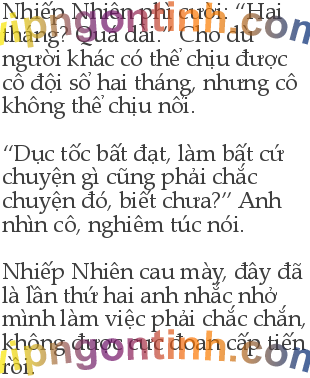 Nhiếp Nhiên phì cười: “Hai
tháng? Quá dài.” Cho dù
người khác có thể chịu được
cô đội sổ hai tháng, nhưng cô
không thể chịu nổi.
“Dục tốc bất đạt, làm bất cứ
chuyện gì cũng phải chắc
chuyện đó, biết chưa?” Anh
nhìn cô, nghiêm túc nói.
Nhiếp Nhiên cau mày, đây đã
là lần thứ hai anh nhắc nhở
mình làm việc phải chắc chắn,
không được cực đoan cấp tiến
rồi.
vipngontinh.com
vipngontinh.com